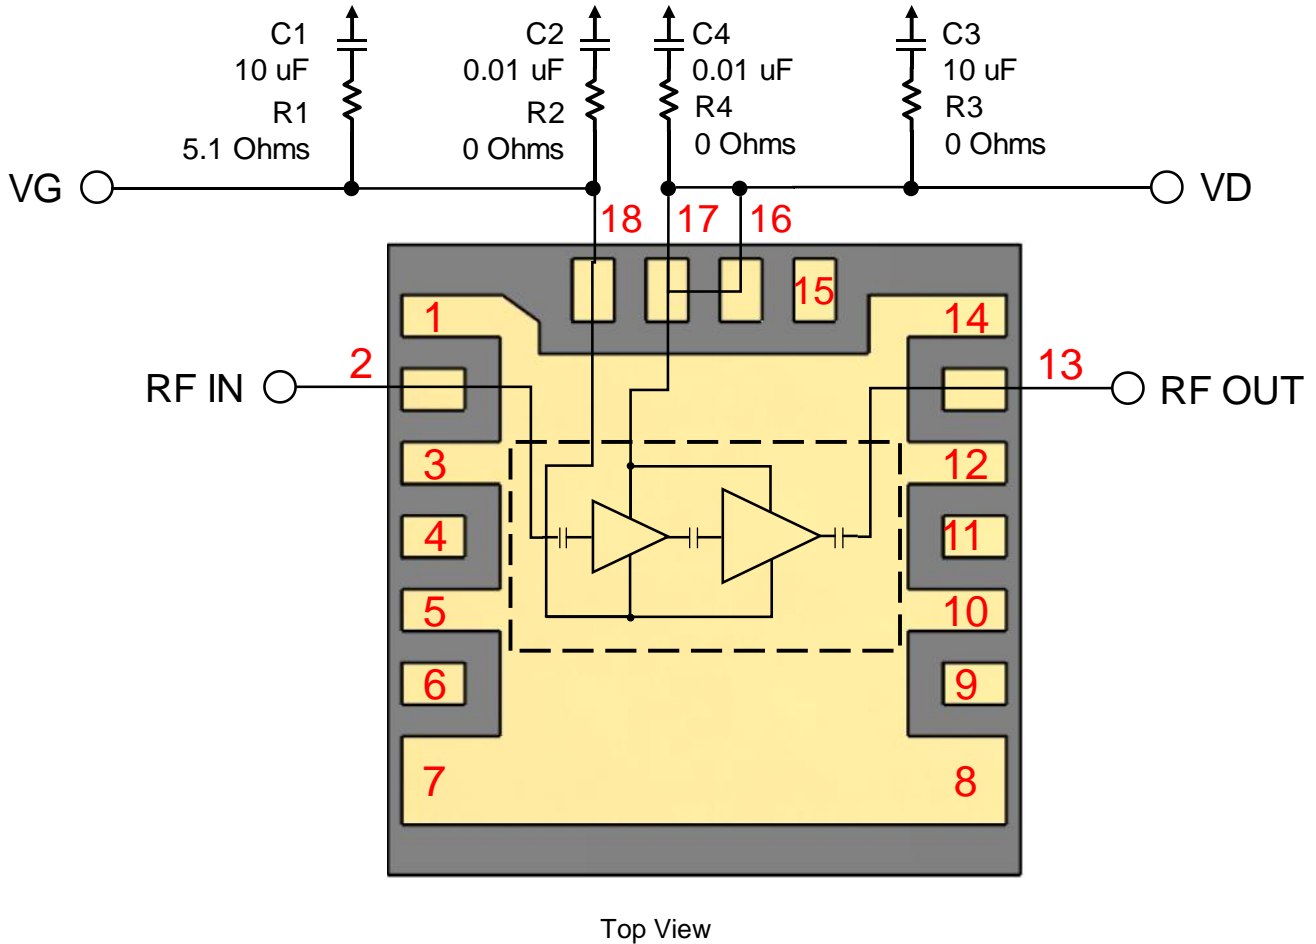 C1
10 uF
R1
5.1 Ohms
C2
0.01 uF
R2
0 Ohms
C4
0.01 uF
R4
0 Ohms
C3
10 uF
R3
0 Ohms
VG
VD
18
17
16
15
1
14
2
13
RF IN
RF OUT
3
12
4
11
5
10
6
9
7
8
Top View